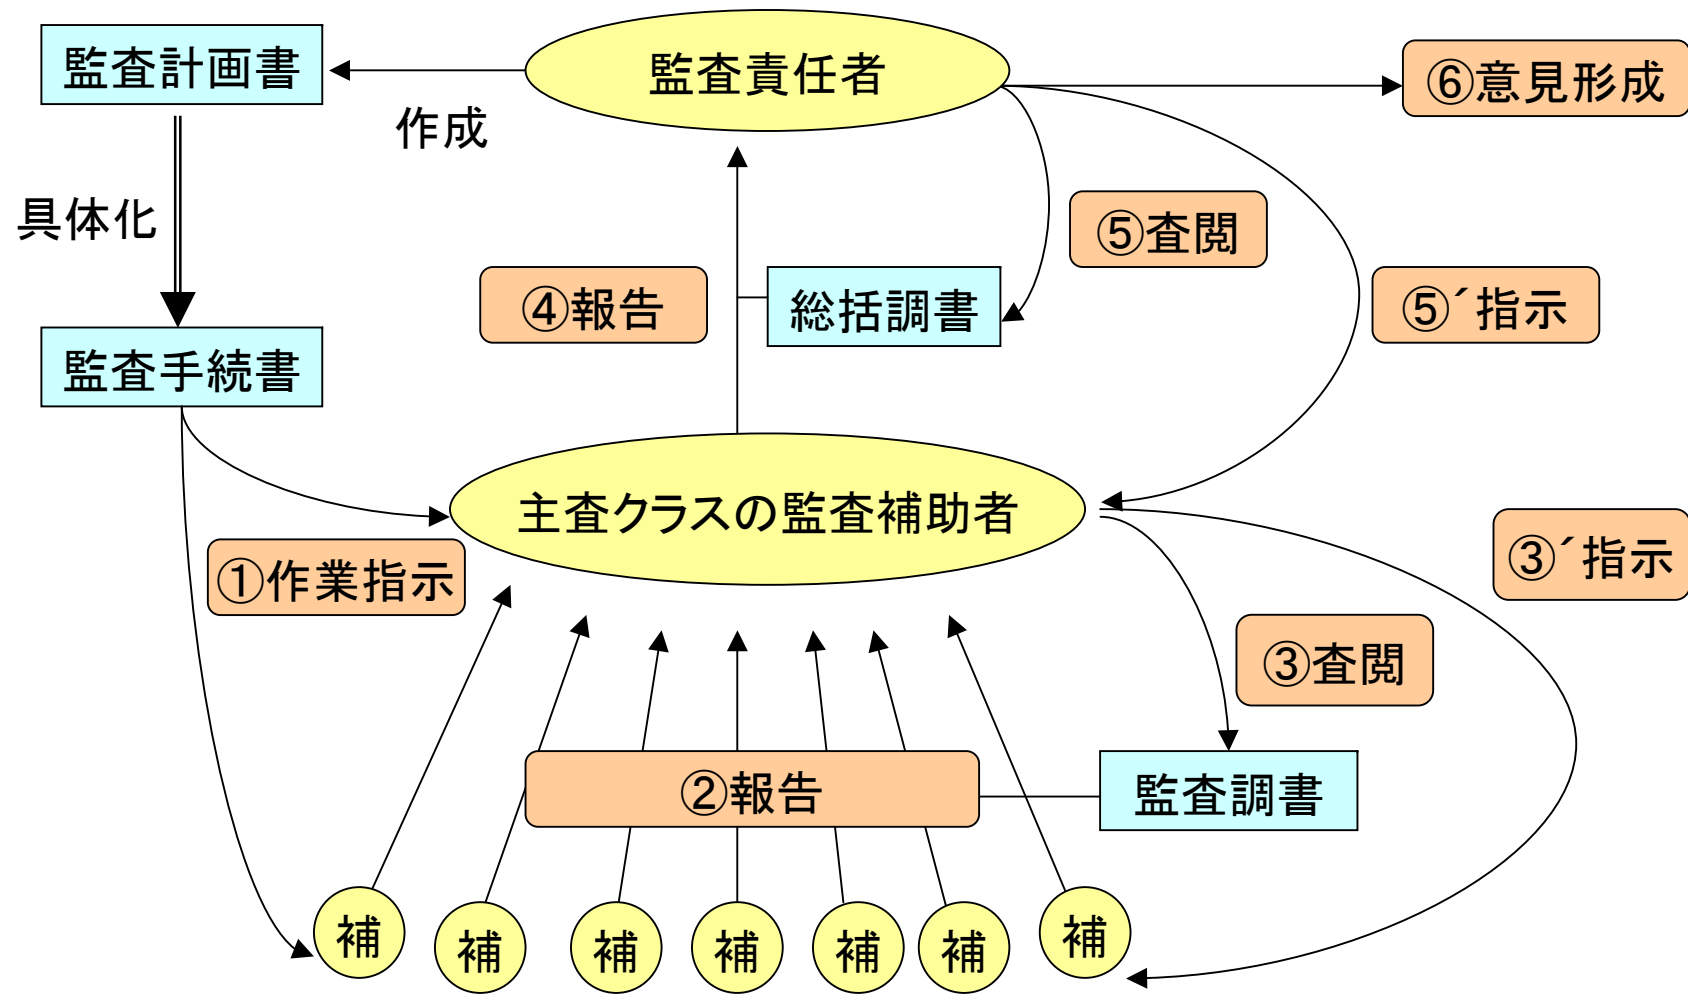 監査計画書
監査責任者
⑥意見形成
作成
具体化
⑤査閲
④報告
総括調書
⑤´指示
監査手続書
主査クラスの監査補助者
①作業指示
③´指示
③査閲
②報告
監査調書
補
補
補
補
補
補
補